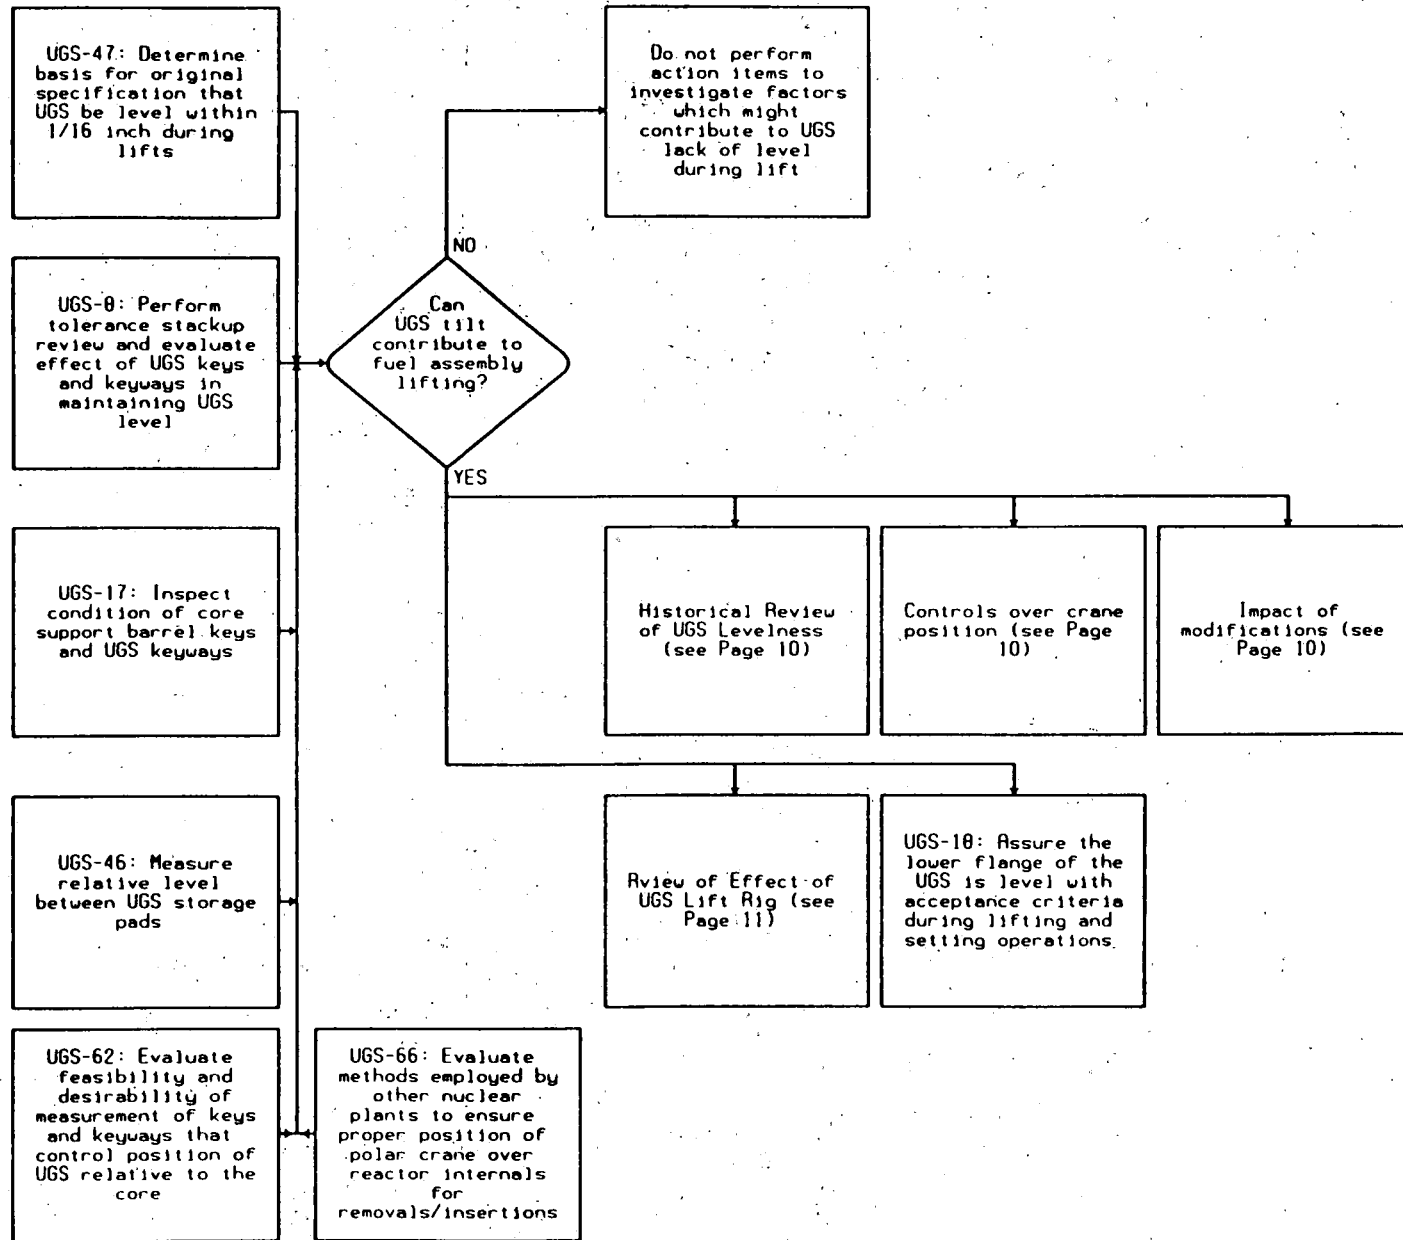 UGS-47: Determine
basis for original
specification that
UGS be level within
1/16 inch during
lifts
Do not perform
action items to
investigate factors
which might
contribute to UGS
lack of level
during lift
NO
UGS-8: Perform
tolerance stackup
review and evaluate
effect of UGS keys
and keyways in
maintaining UGS
level
Can
UGS tilt
contribute to
fuel assembly
lifting?
YES
UGS-17: Inspect
condition of core
support barrel keys
and UGS keyways
Historical Review
of UGS Levelness
(see Page 10)
Controls over crane
position (see Page
10)
Impact of
modifications (see
Page 10)
UGS-46: Measure
relative level
between UGS storage
pads
Rview of Effect of
UGS Lift Rig (see
Page 11)
UGS-18: Assure the
lower flange of the
UGS is level with
acceptance criteria
during lifting and
setting operations
UGS-62: Evaluate
feasibility and
desirability of
measurement of keys
and keyways that
control position of
UGS relative to the
core
UGS-66: Evaluate
methods employed by
other nuclear
plants to ensure
proper position of
polar crane over
reactor internals
for
removals/insertions